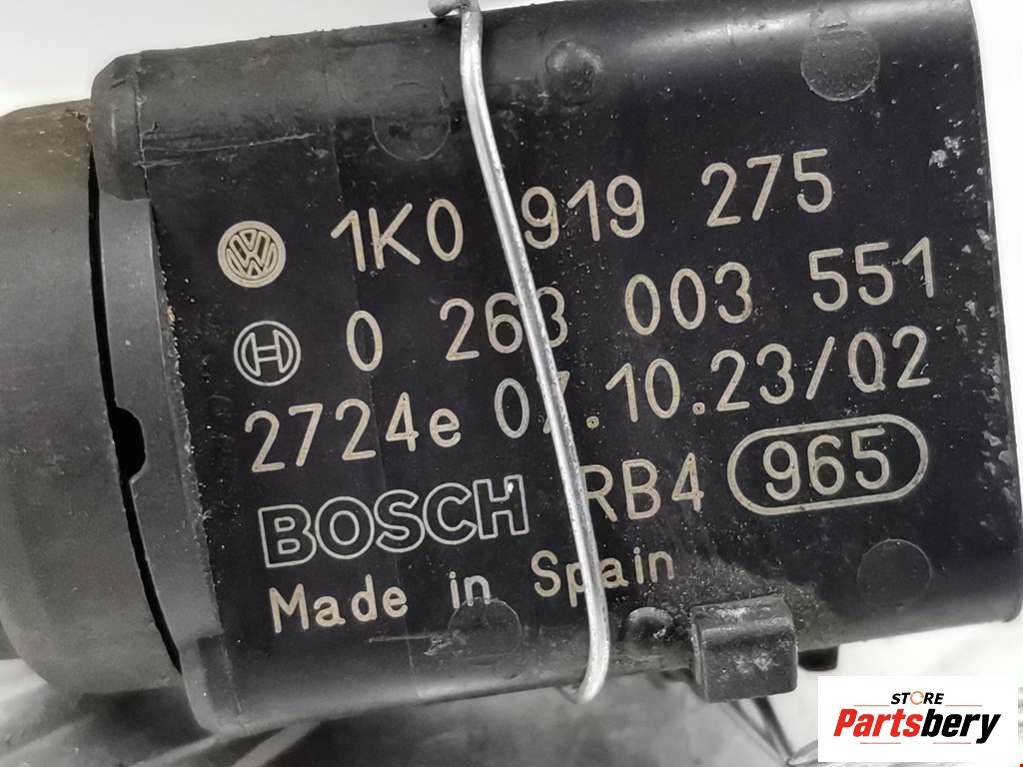 1K0 919 275
0 263 003 551
2724e 07.10.23/02
BOSCH RB4 965
Made in Spain
STORE
Partsbery